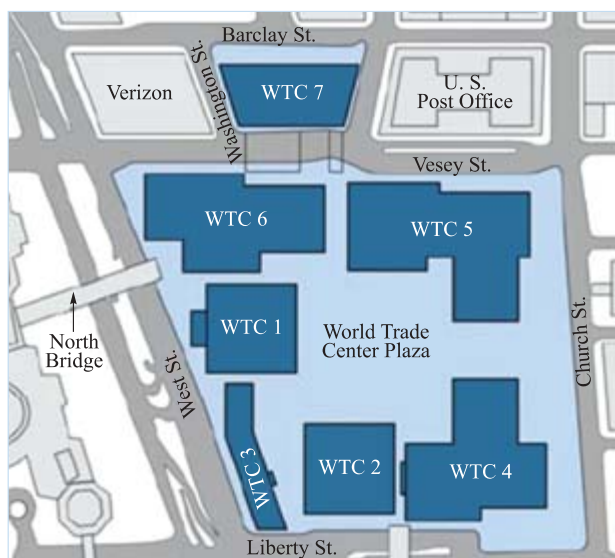 Barclay St.
Verizon
Washington St.
WTC 7
U. S.
Post Office
Vesey St.
WTC 6
WTC 5
WTC 1
World Trade
Center Plaza
North
Bridge
West St.
Church St.
WTC 3
WTC 2
WTC 4
Liberty St.